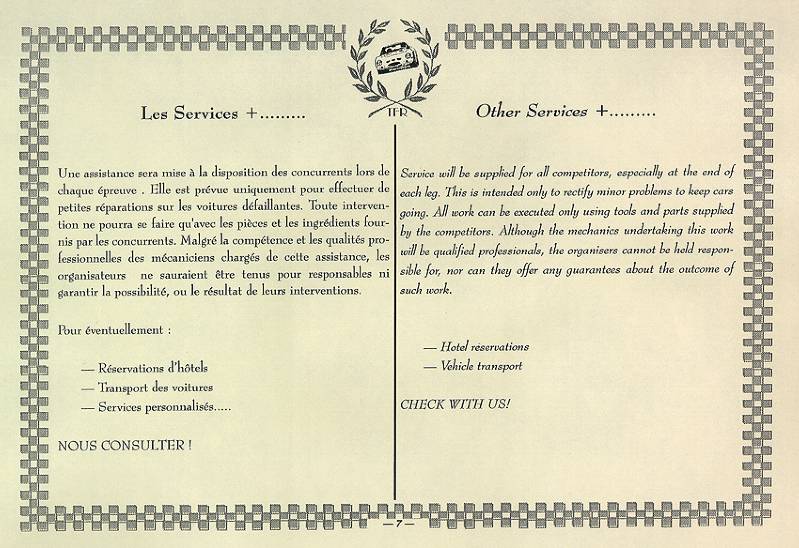 TFR
Les Services +.........
Une assistance sera mise à la disposition des concurrents lors de
chaque épreuve . Elle est prévue uniquement pour effectuer de
petites réparations sur les voitures défaillantes. Toute interven-
tion ne pourra se faire qu'avec les pièces et les ingrédients four-
nis par les concurrents. Malgré la compétence et les qualités pro-
fessionnelles des mécaniciens chargés de cette assistance, les
organisateurs ne sauraient être tenus pour responsables ni
garantir la possibilité, ou le résultat de leurs interventions.
Pour éventuellement :
— Réservations d'hôtels
— Transport des voitures
— Services personnalisés.....
NOUS CONSULTER !
Other Services +.........
Service will be supplied for all competitors, especially at the end of
each leg. This is intended only to rectify minor problems to keep cars
going. All work can be executed only using tools and parts supplied
by the competitors. Although the mechanics undertaking this work
will be qualified professionals, the organisers cannot be held respon-
sible for, nor can they offer any guarantees about the outcome of
such work.
— Hotel reservations
— Vehicle transport
CHECK WITH US!
— 7 —